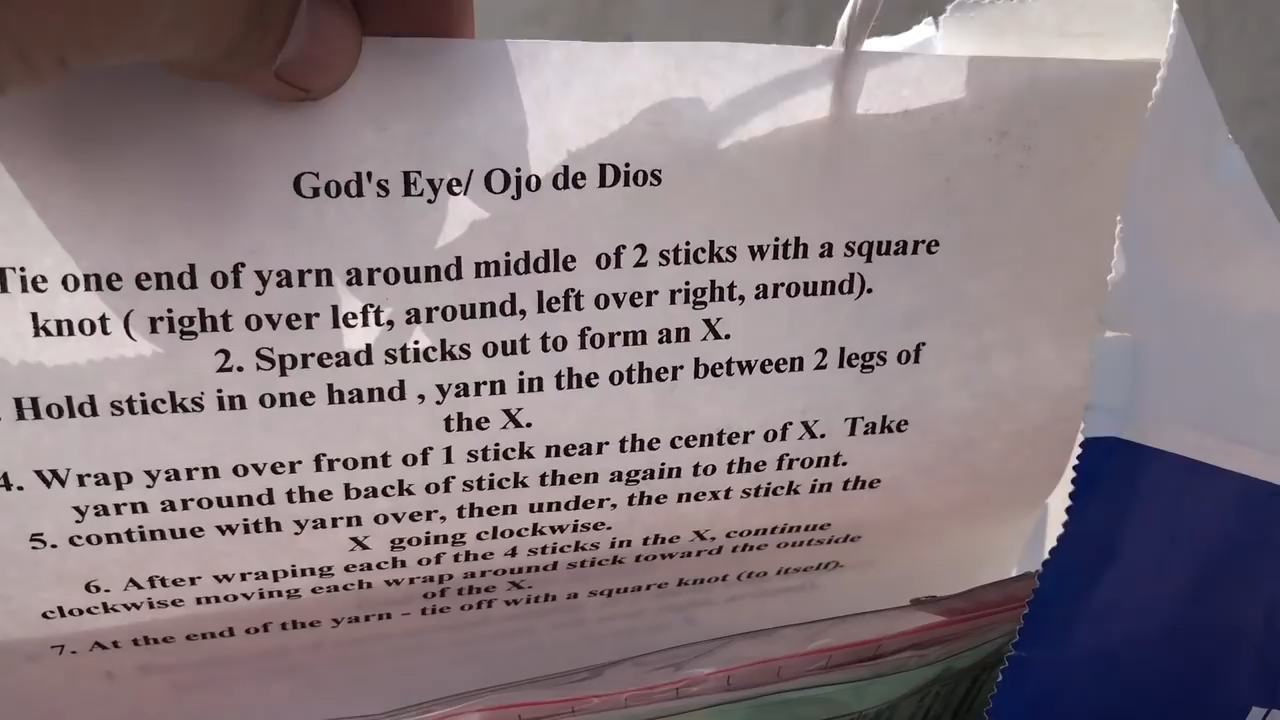 God's Eye/ Ojo de Dios
Tie one end of yarn around middle of 2 sticks with a square
knot ( right over left, around, left over right, around).
2. Spread sticks out to form an X.
. Hold sticks in one hand , yarn in the other between 2 legs of
the X.
4. Wrap yarn over front of 1 stick near the center of X. Take
yarn around the back of stick then again to the front.
5. continue with yarn over, then under, the next stick in the
X going clockwise.
6. After wraping each of the 4 sticks in the X, continue
clockwise moving each wrap around stick toward the outside
of the X.
7. At the end of the yarn - tie off with a square knot (to itself).